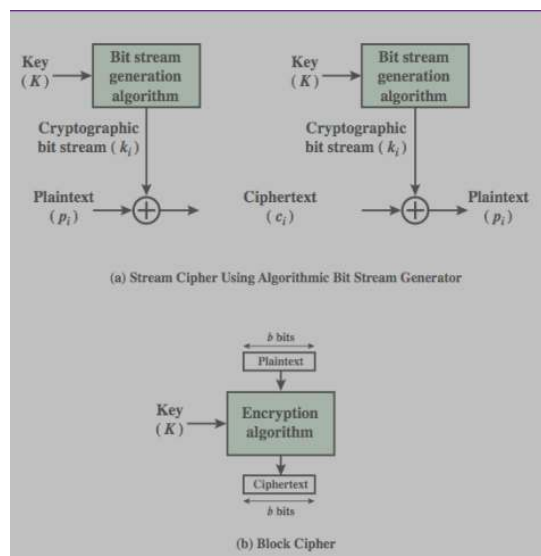 Key
(K)
Bit stream
generation
algorithm
Key
(K)
Bit stream
generation
algorithm
Cryptographic
bit stream ( ki )
Cryptographic
bit stream ( ki )
Plaintext
(pi )
Ciphertext
(ci )
Plaintext
(pi )
(a) Stream Cipher Using Algorithmic Bit Stream Generator
b bits
Plaintext
Key
(K)
Encryption
algorithm
Ciphertext
b bits
(b) Block Cipher